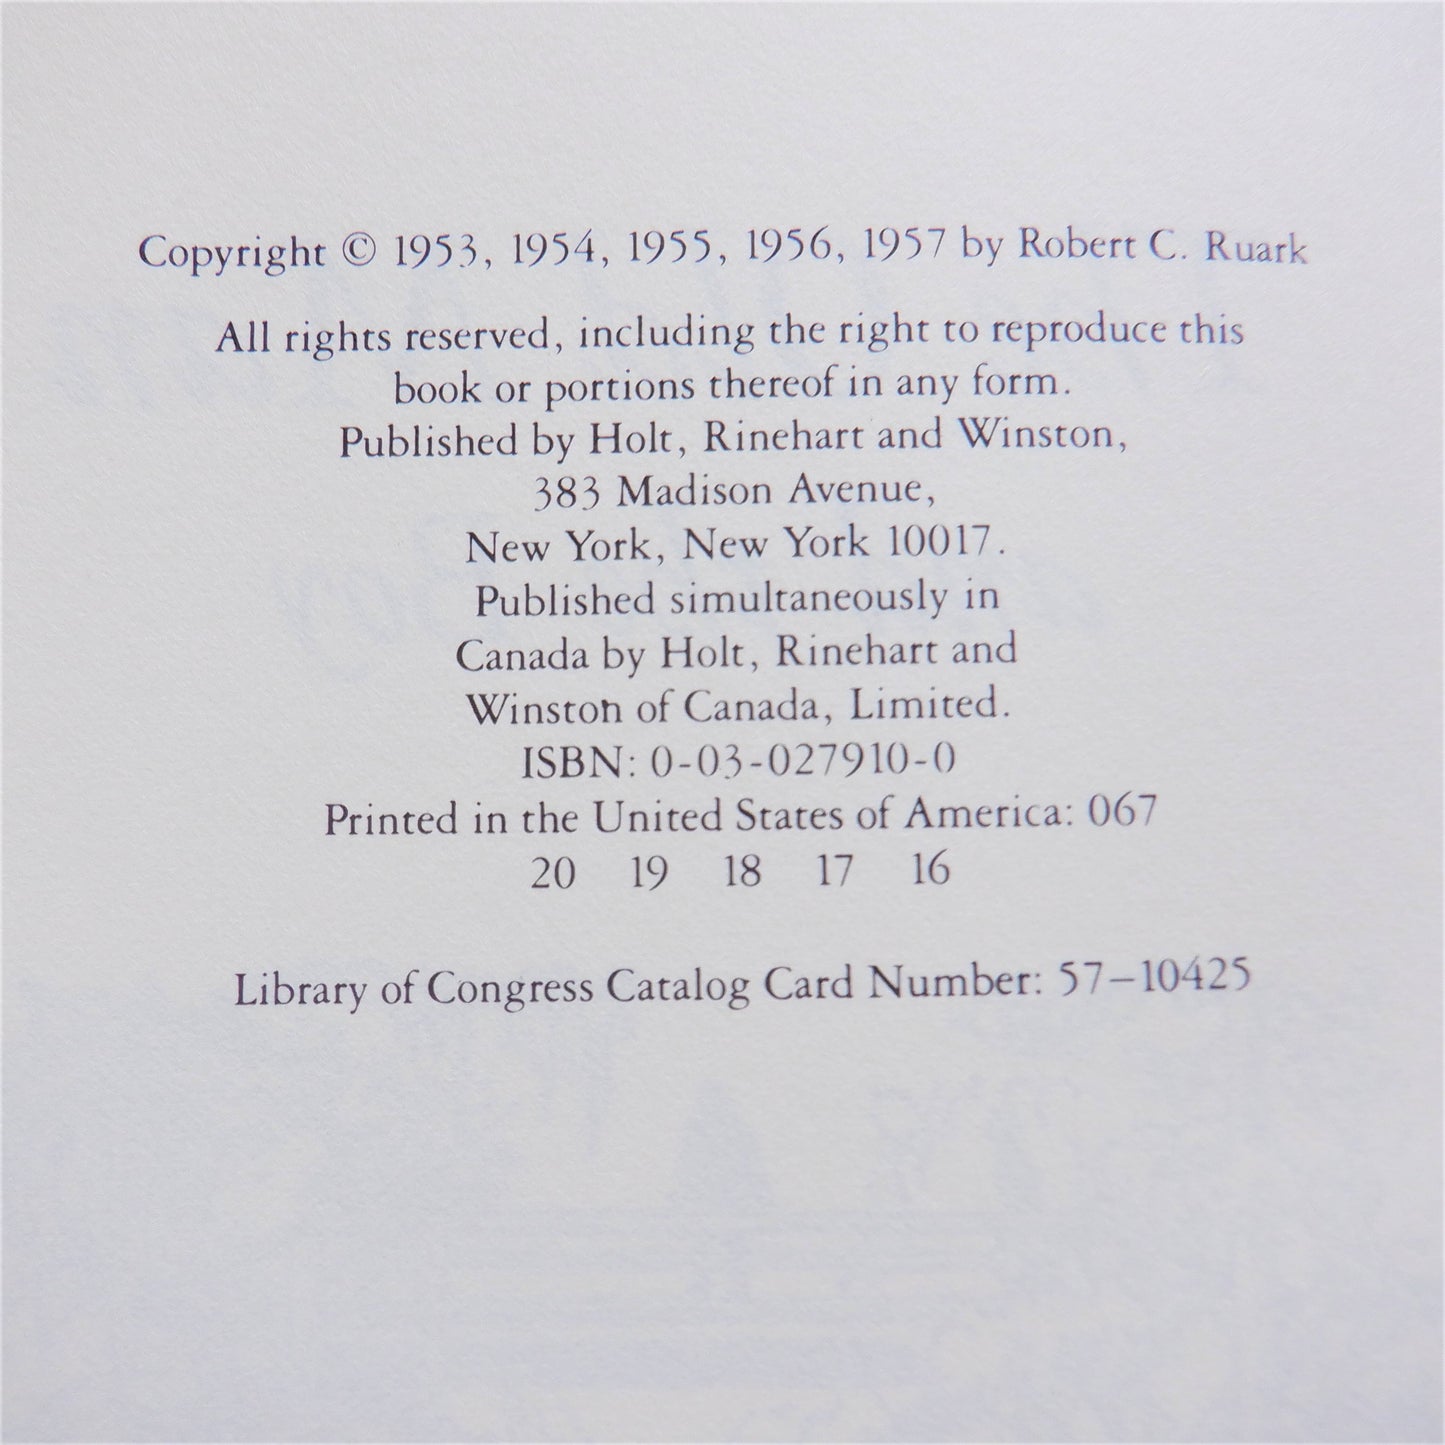 Copyright © 1953, 1954, 1955, 1956, 1957 by Robert C. Ruark
All rights reserved, including the right to reproduce this
book or portions thereof in any form.
Published by Holt, Rinehart and Winston,
383 Madison Avenue,
New York, New York 10017.
Published simultaneously in
Canada by Holt, Rinehart and
Winston of Canada, Limited.
ISBN: 0-03-027910-0
Printed in the United States of America: 067
20 19 18 17 16
Library of Congress Catalog Card Number: 57–10425